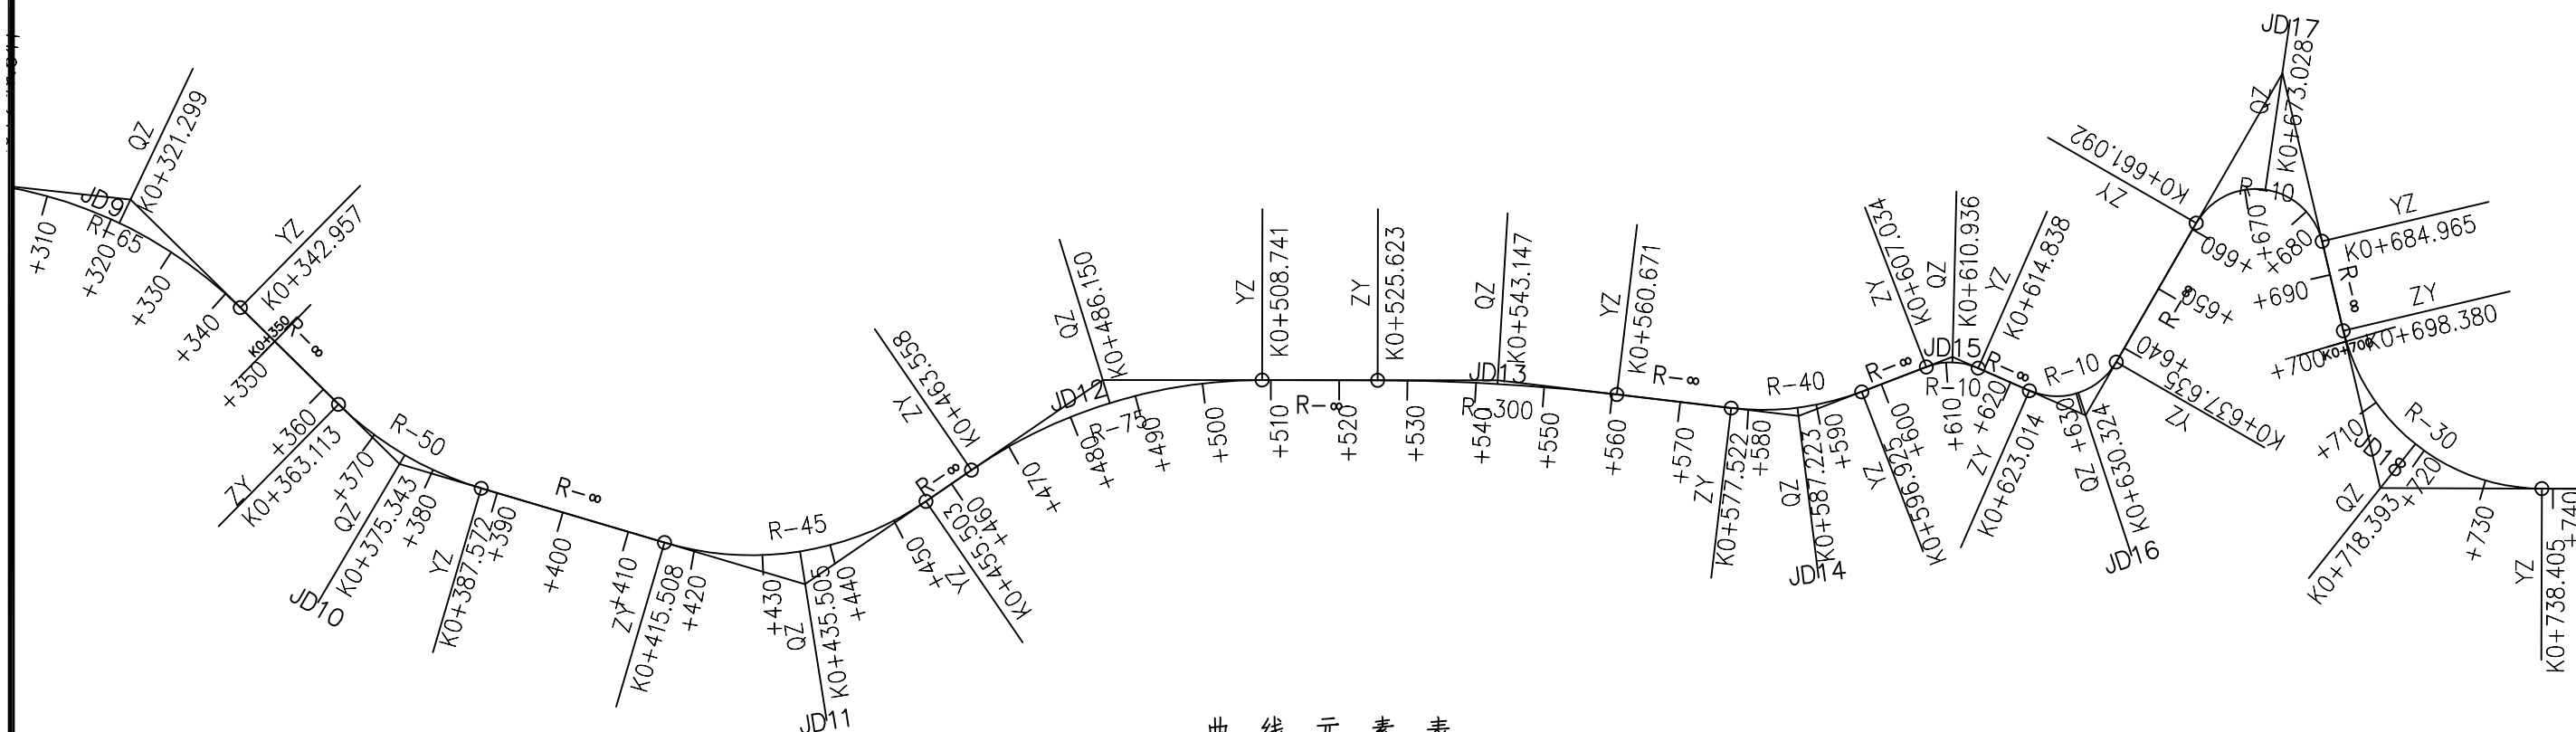 JD9
QZ
K0+321.299
R-65
+310
+320
+330
+340
YZ
K0+342.957
K0+350
R-∞
+350
+360
ZY
K0+363.113
R-50
+370
QZ
K0+375.343
JD10
+380
YZ
K0+387.572
+390
R-∞
+400
+410
ZY
K0+415.508
+420
R-45
+430
QZ
K0+435.505
JD11
+440
+450
YZ
K0+455.503
R-∞
+460
ZY
K0+463.558
+470
JD12
QZ
K0+486.150
R-75
+480
+490
+500
YZ
K0+508.741
+510
R-∞
+520
ZY
K0+525.623
+530
JD13
QZ
K0+543.147
R-300
+540
+550
YZ
K0+560.671
+560
R-∞
+570
ZY
K0+577.522
+580
R-40
QZ
K0+587.223
JD14
+590
YZ
K0+596.925
R-∞
+600
ZY
K0+607.034
JD15
QZ
K0+610.936
R-10
+610
YZ
K0+614.838
R-∞
+620
ZY
K0+623.014
R-10
+630
QZ
K0+630.324
JD16
YZ
K0+637.635
+640
R-∞
+650
+660
ZY
K0+661.092
JD17
QZ
K0+673.028
R-10
+670
+680
YZ
K0+684.965
R-∞
+690
ZY
K0+698.380
K0+700
+700
+710
R-30
JD18
QZ
K0+718.393
+720
+730
YZ
K0+738.405
+740
曲线元素表